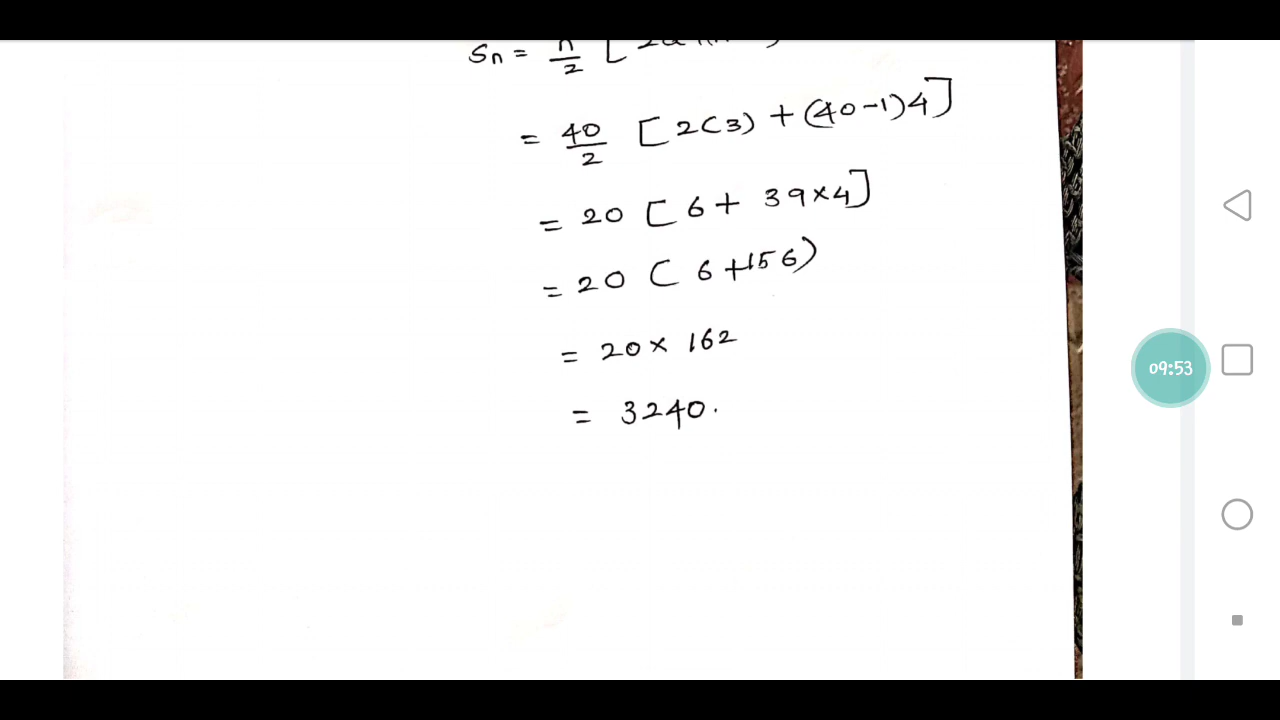 Sn = n/2 [
= 40/2 [2(3) + (40-1)4]
= 20 [6 + 39×4]
= 20 (6+156)
= 20 × 162
= 3240.
09:53